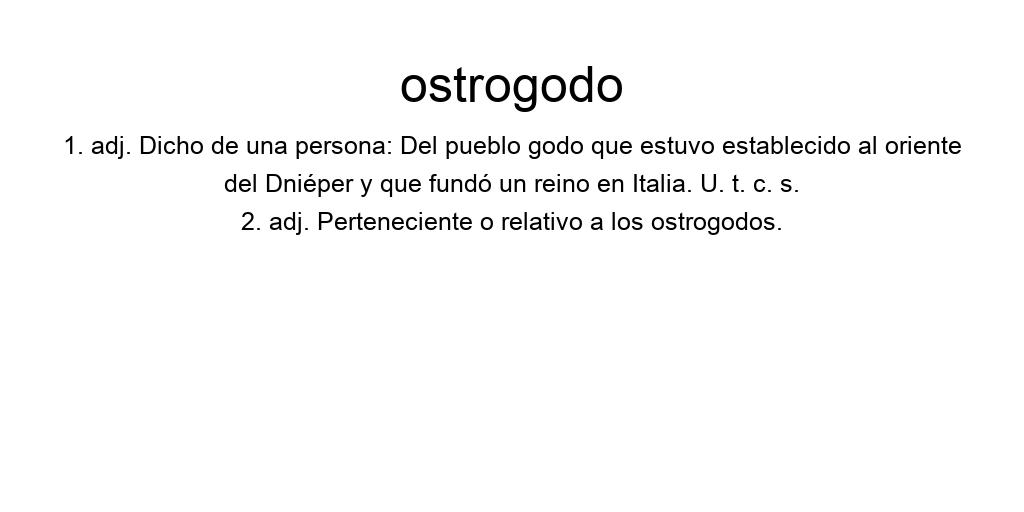 ostrogodo
1. adj. Dicho de una persona: Del pueblo godo que estuvo establecido al oriente
del Dniéper y que fundó un reino en Italia. U. t. c. s.
2. adj. Perteneciente o relativo a los ostrogodos.